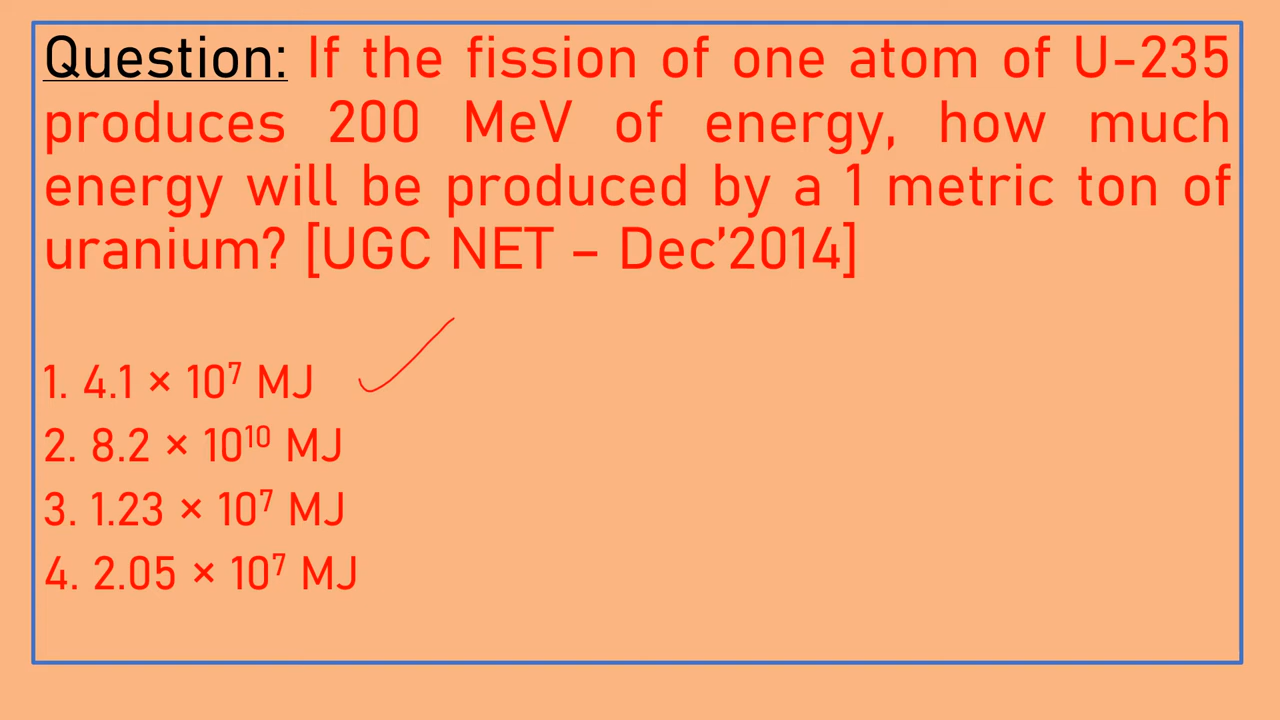 Question: If the fission of one atom of U-235
produces 200 MeV of energy, how much
energy will be produced by a 1 metric ton of
uranium? [UGC NET – Dec’2014]
1. 4.1 × 10⁷ MJ
2. 8.2 × 10¹⁰ MJ
3. 1.23 × 10⁷ MJ
4. 2.05 × 10⁷ MJ